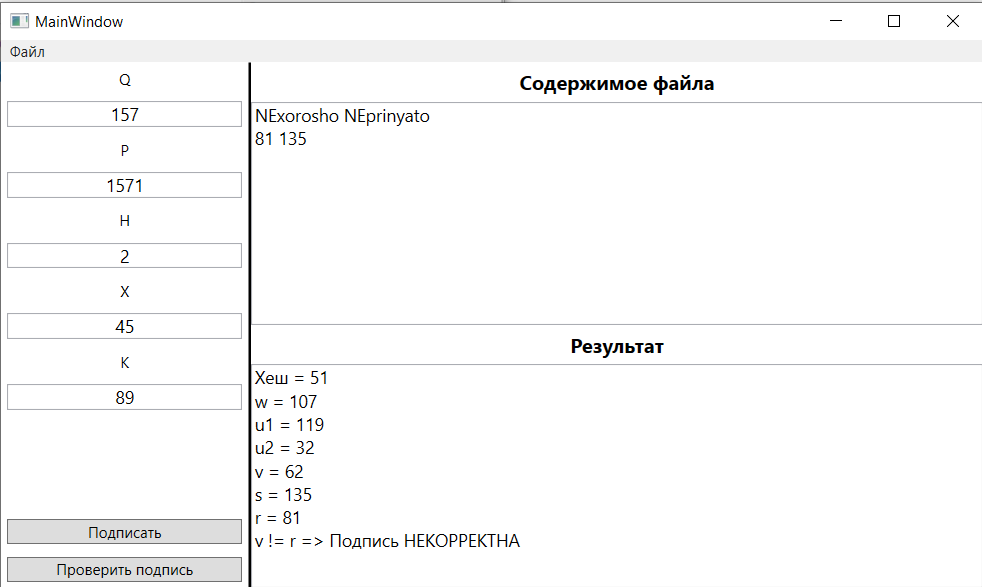 MainWindow
Файл
Q
157
P
1571
H
2
X
45
K
89
Подписать
Проверить подпись
Содержимое файла
NExorosho NEprinyato
81 135
Результат
Хеш = 51
w = 107
u1 = 119
u2 = 32
v = 62
s = 135
r = 81
v != r => Подпись НЕКОРРЕКТНА